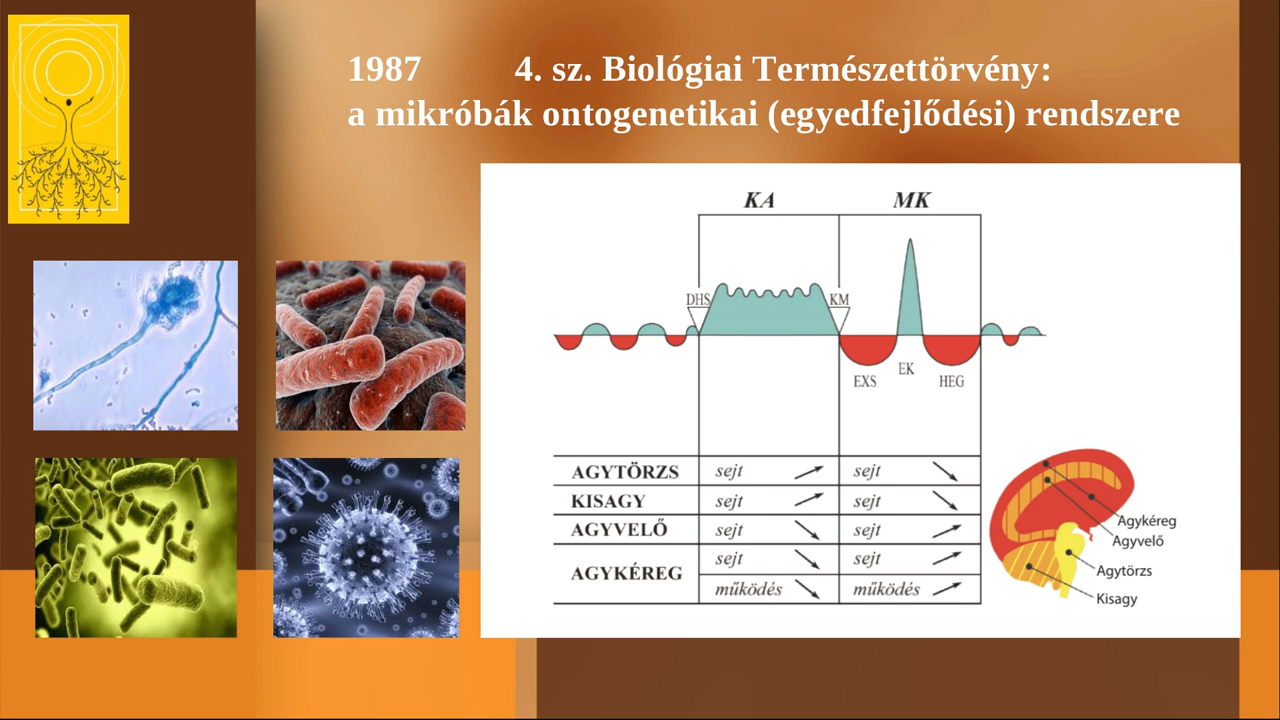 1987 4. sz. Biológiai Természettörvény:
a mikróbák ontogenetikai (egyedfejlődési) rendszere
KA MK
DHS KM
EXS EK HEG
AGYTÖRZS sejt sejt
KISAGY sejt sejt
AGYVELŐ sejt sejt
AGYKÉREG sejt sejt
működés működés
Agykéreg
Agyvelő
Agytörzs
Kisagy